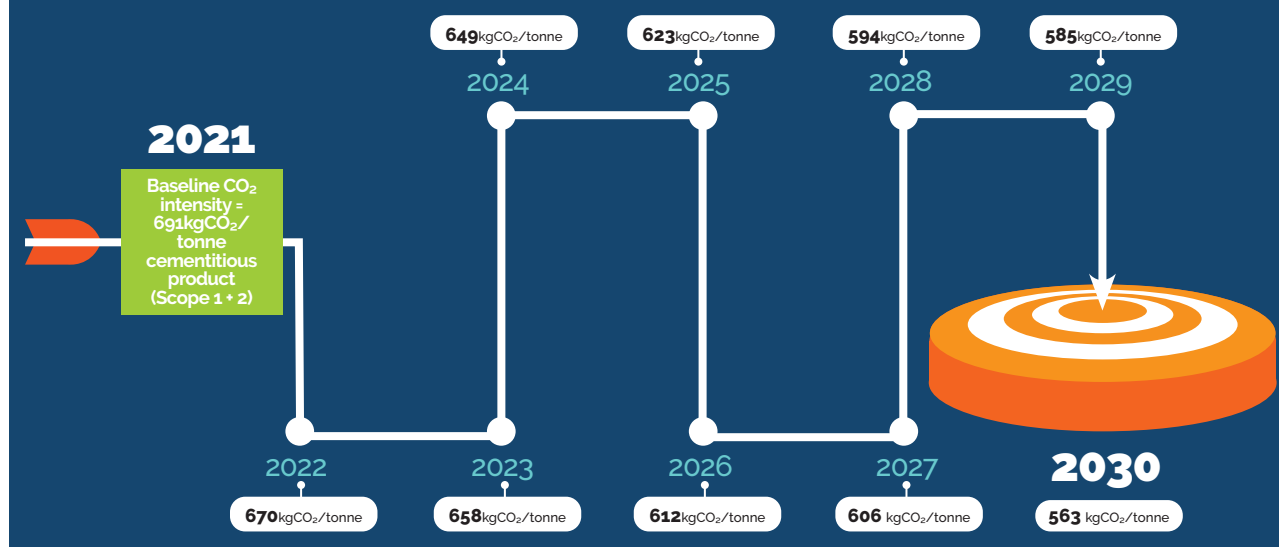 649kgCO₂/tonne
623kgCO₂/tonne
594kgCO₂/tonne
585kgCO₂/tonne
2024
2025
2028
2029
2021
Baseline CO₂
intensity =
691kgCO₂/
tonne
cementitious
product
(Scope 1 + 2)
2022
2023
2026
2027
2030
670kgCO₂/tonne
658kgCO₂/tonne
612kgCO₂/tonne
606 kgCO₂/tonne
563 kgCO₂/tonne